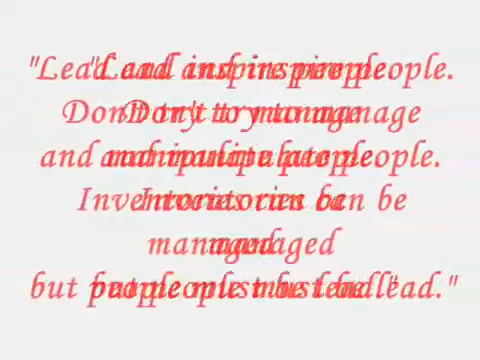 "Lead and inspire people.
Don't try to manage
and manipulate people.
Inventories can be
managed
but people must be lead."